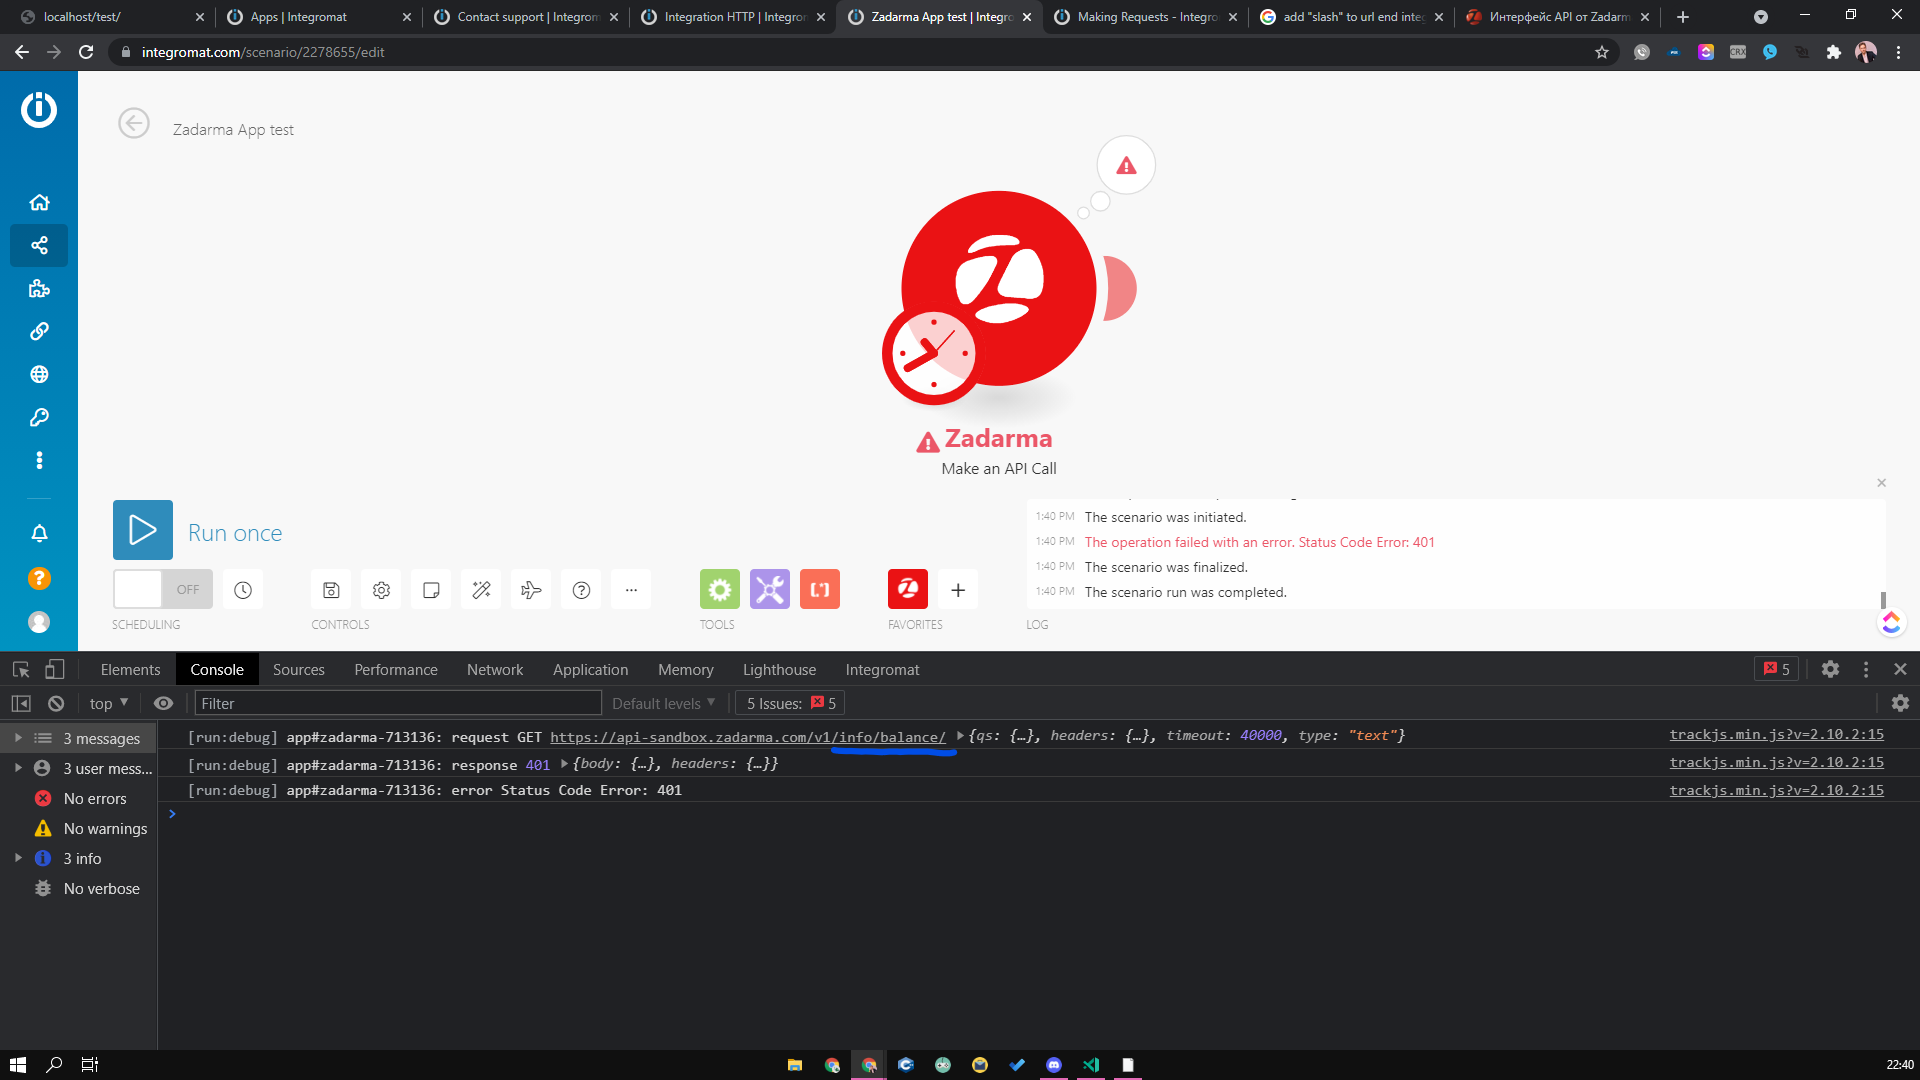 localhost/test/
Apps | Integromat
Contact support | Integrom
Integration HTTP | Integrom
Zadarma App test | Integro
Making Requests - Integro
add "slash" to url end integ
Интерфейс API от Zadarm
integromat.com/scenario/2278655/edit
Zadarma App test
Zadarma
Make an API Call
Run once
OFF
SCHEDULING
CONTROLS
TOOLS
FAVORITES
LOG
1:40 PM The scenario was initiated.
1:40 PM The operation failed with an error. Status Code Error: 401
1:40 PM The scenario was finalized.
1:40 PM The scenario run was completed.
Elements Console Sources Performance Network Application Memory Lighthouse Integromat 5
top Filter Default levels 5 Issues: 5
3 messages
3 user mess...
No errors
No warnings
3 info
No verbose
[run:debug] app#zadarma-713136: request GET https://api-sandbox.zadarma.com/v1/info/balance/ {qs: {…}, headers: {…}, timeout: 40000, type: "text"} trackjs.min.js?v=2.10.2:15
[run:debug] app#zadarma-713136: response 401 {body: {…}, headers: {…}} trackjs.min.js?v=2.10.2:15
[run:debug] app#zadarma-713136: error Status Code Error: 401 trackjs.min.js?v=2.10.2:15
22:40